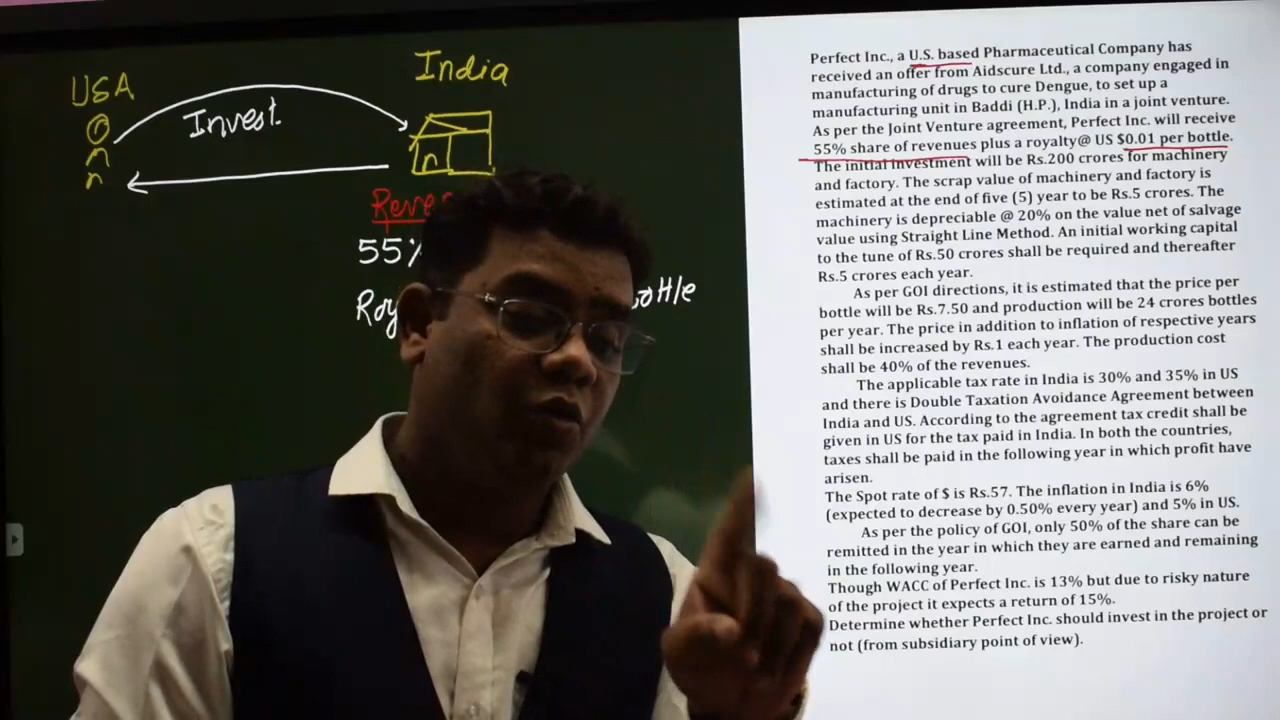 USA
India
Invest.
55%
Perfect Inc., a U.S. based Pharmaceutical Company has
received an offer from Aidscure Ltd., a company engaged in
manufacturing of drugs to cure Dengue, to set up a
manufacturing unit in Baddi (H.P.), India in a joint venture.
As per the Joint Venture agreement, Perfect Inc. will receive
55% share of revenues plus a royalty@ US $0.01 per bottle.
The initial investment will be Rs.200 crores for machinery
and factory. The scrap value of machinery and factory is
estimated at the end of five (5) year to be Rs.5 crores. The
machinery is depreciable @ 20% on the value net of salvage
value using Straight Line Method. An initial working capital
to the tune of Rs.50 crores shall be required and thereafter
Rs.5 crores each year.
As per GOI directions, it is estimated that the price per
bottle will be Rs.7.50 and production will be 24 crores bottles
per year. The price in addition to inflation of respective years
shall be increased by Rs.1 each year. The production cost
shall be 40% of the revenues.
The applicable tax rate in India is 30% and 35% in US
and there is Double Taxation Avoidance Agreement between
India and US. According to the agreement tax credit shall be
given in US for the tax paid in India. In both the countries,
taxes shall be paid in the following year in which profit have
arisen.
The Spot rate of $ is Rs.57. The inflation in India is 6%
(expected to decrease by 0.50% every year) and 5% in US.
As per the policy of GOI, only 50% of the share can be
remitted in the year in which they are earned and remaining
in the following year.
Though WACC of Perfect Inc. is 13% but due to risky nature
of the project it expects a return of 15%.
Determine whether Perfect Inc. should invest in the project or
not (from subsidiary point of view).